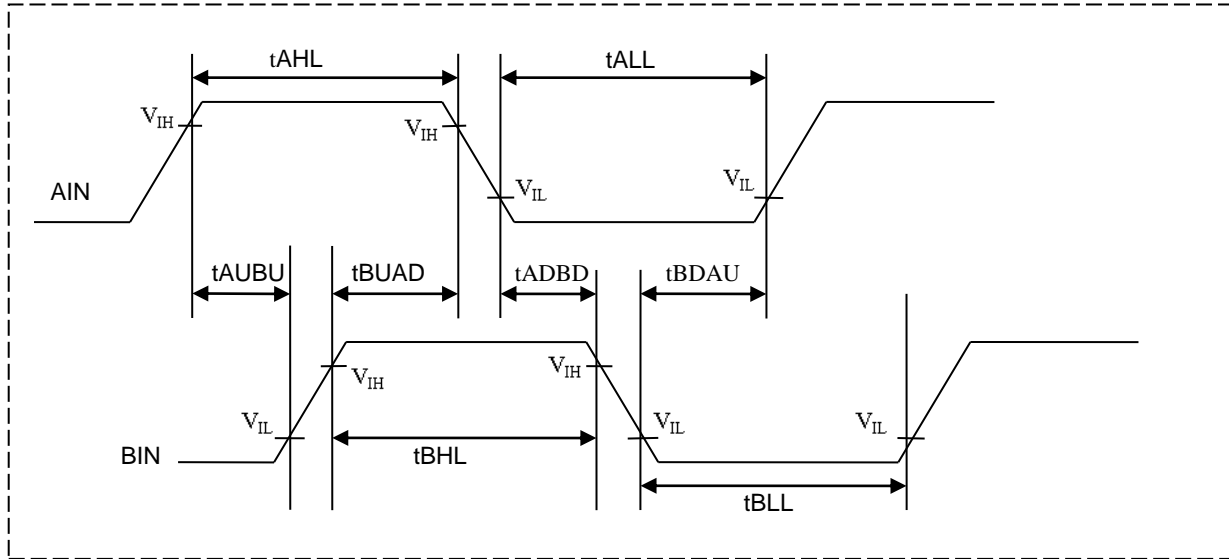 tAHL tALL
VIH VIH
AIN VIL VIL
tAUBU tBUAD tADBD tBDAU
VIH VIH
VIL VIL VIL
BIN tBHL
tBLL